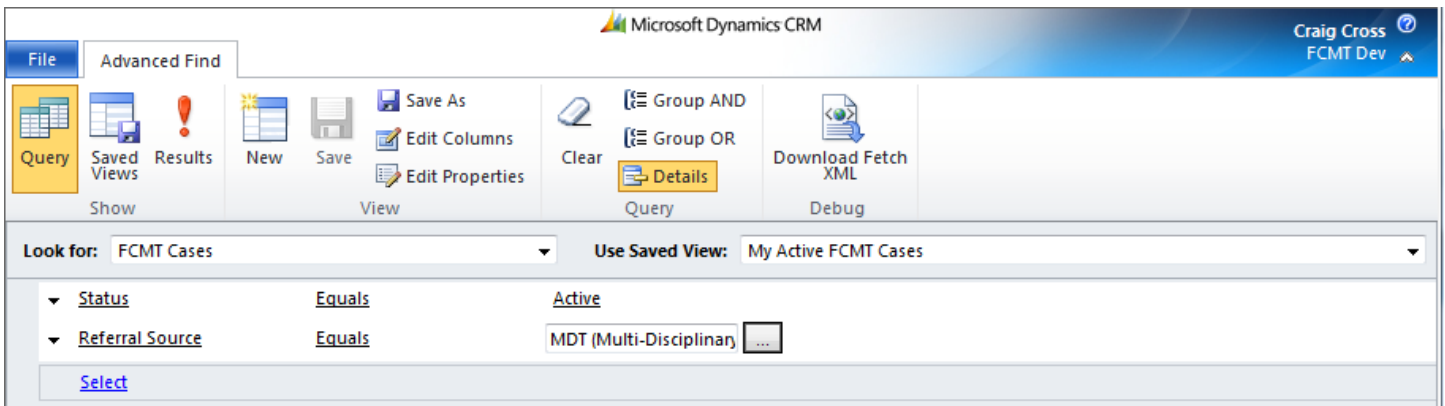 Microsoft Dynamics CRM
Craig Cross
FCMT Dev
File Advanced Find
Query
Saved Views
Results
New
Save
Save As
Edit Columns
Edit Properties
Clear
Group AND
Group OR
Details
Download Fetch XML
Show View Query Debug
Look for: FCMT Cases Use Saved View: My Active FCMT Cases
Status Equals Active
Referral Source Equals MDT (Multi-Disciplinary ...
Select